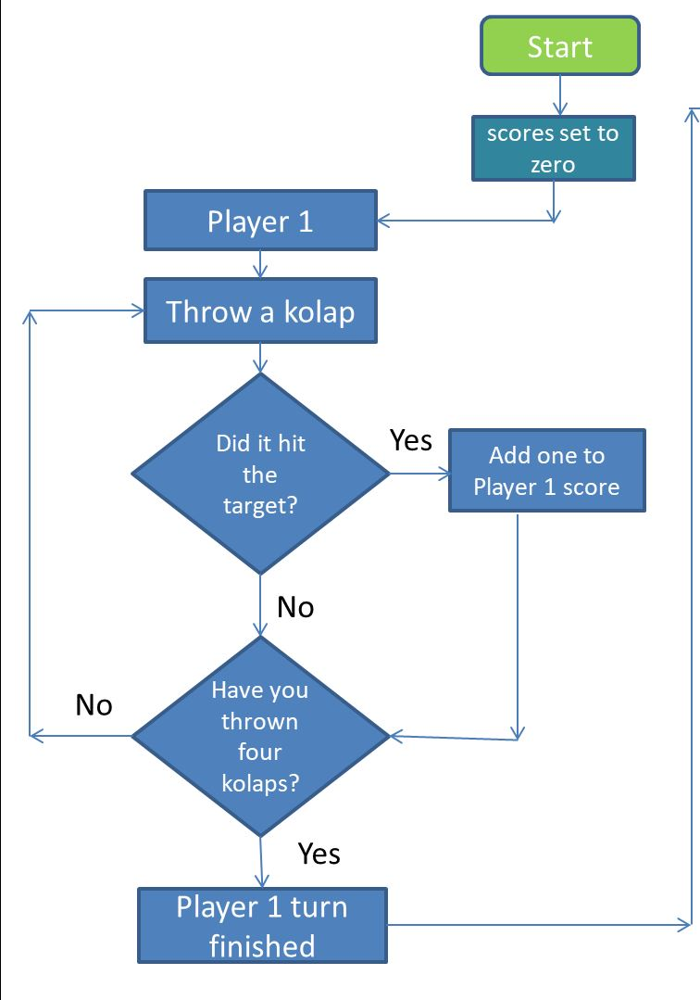 Start
scores set to
zero
Player 1
Throw a kolap
Did it hit
the
target?
Yes
Add one to
Player 1 score
No
Have you
thrown
four
kolaps?
No
Yes
Player 1 turn
finished